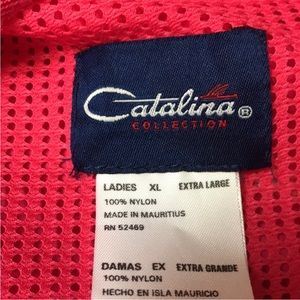 Catalina ®
COLLECTION
LADIES XL EXTRA LARGE
100% NYLON
MADE IN MAURITIUS
RN 52469
DAMAS EX EXTRA GRANDE
100% NYLON
HECHO EN ISLA MAURICIO